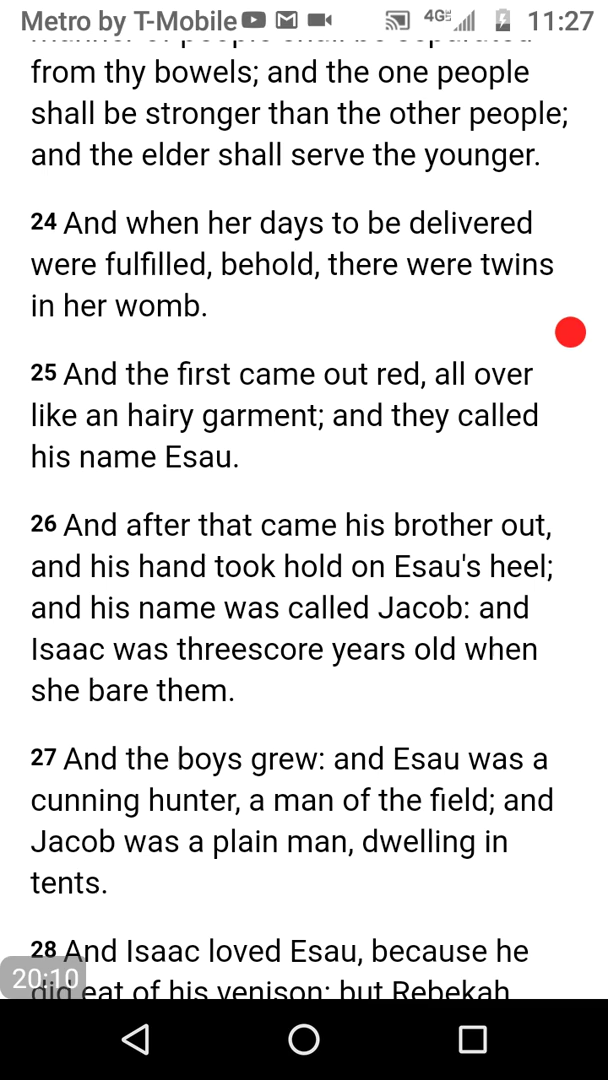 Metro by T-Mobile 4GE 11:27
from thy bowels; and the one people
shall be stronger than the other people;
and the elder shall serve the younger.
24 And when her days to be delivered
were fulfilled, behold, there were twins
in her womb.
25 And the first came out red, all over
like an hairy garment; and they called
his name Esau.
26 And after that came his brother out,
and his hand took hold on Esau's heel;
and his name was called Jacob: and
Isaac was threescore years old when
she bare them.
27 And the boys grew: and Esau was a
cunning hunter, a man of the field; and
Jacob was a plain man, dwelling in
tents.
28 And Isaac loved Esau, because he
20:10
did eat of his venison: but Rebekah